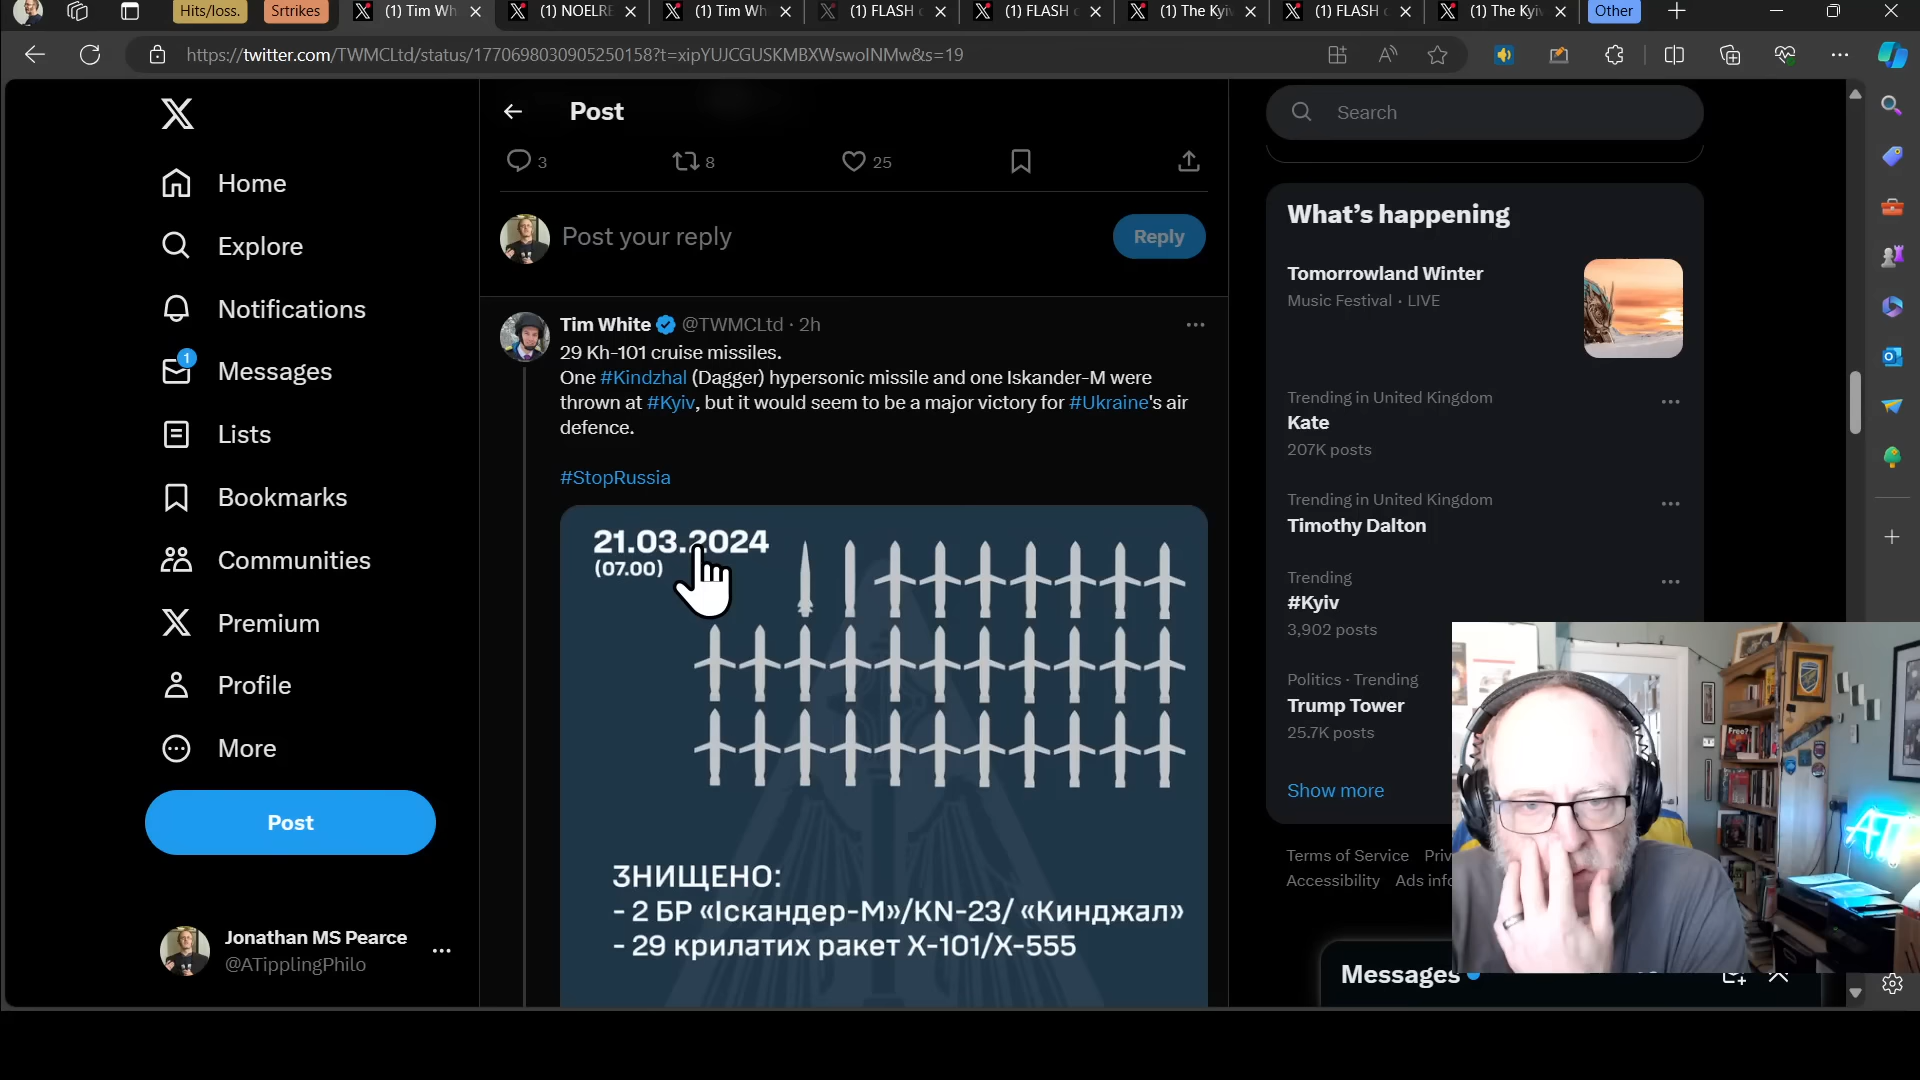 Hits/loss.
Srtrikes
(1) Tim Wh
(1) NOELRE
(1) Tim Wh
(1) FLASH
(1) FLASH
(1) The Kyiv
(1) FLASH
(1) The Kyiv
Other
https://twitter.com/TWMCLtd/status/1770698030905250158?t=xipYUJCGUSKMBXWswolNMw&s=19
Home
Explore
Notifications
1
Messages
Lists
Bookmarks
Communities
Premium
Profile
More
Post
Jonathan MS Pearce
@ATipplingPhilo
Post
3
8
25
Post your reply
Reply
Tim White @TWMCLtd · 2h
29 Kh-101 cruise missiles.
One #Kindzhal (Dagger) hypersonic missile and one Iskander-M were
thrown at #Kyiv, but it would seem to be a major victory for #Ukraine's air
defence.
#StopRussia
21.03.2024
(07.00)
ЗНИЩЕНО:
- 2 БР «Іскандер-М»/KN-23/ «Кинджал»
- 29 крилатих ракет Х-101/Х-555
Search
What's happening
Tomorrowland Winter
Music Festival · LIVE
Trending in United Kingdom
Kate
207K posts
Trending in United Kingdom
Timothy Dalton
Trending
#Kyiv
3,902 posts
Politics · Trending
Trump Tower
25.7K posts
Show more
Terms of Service Priv
Accessibility Ads info
Messages
Free?